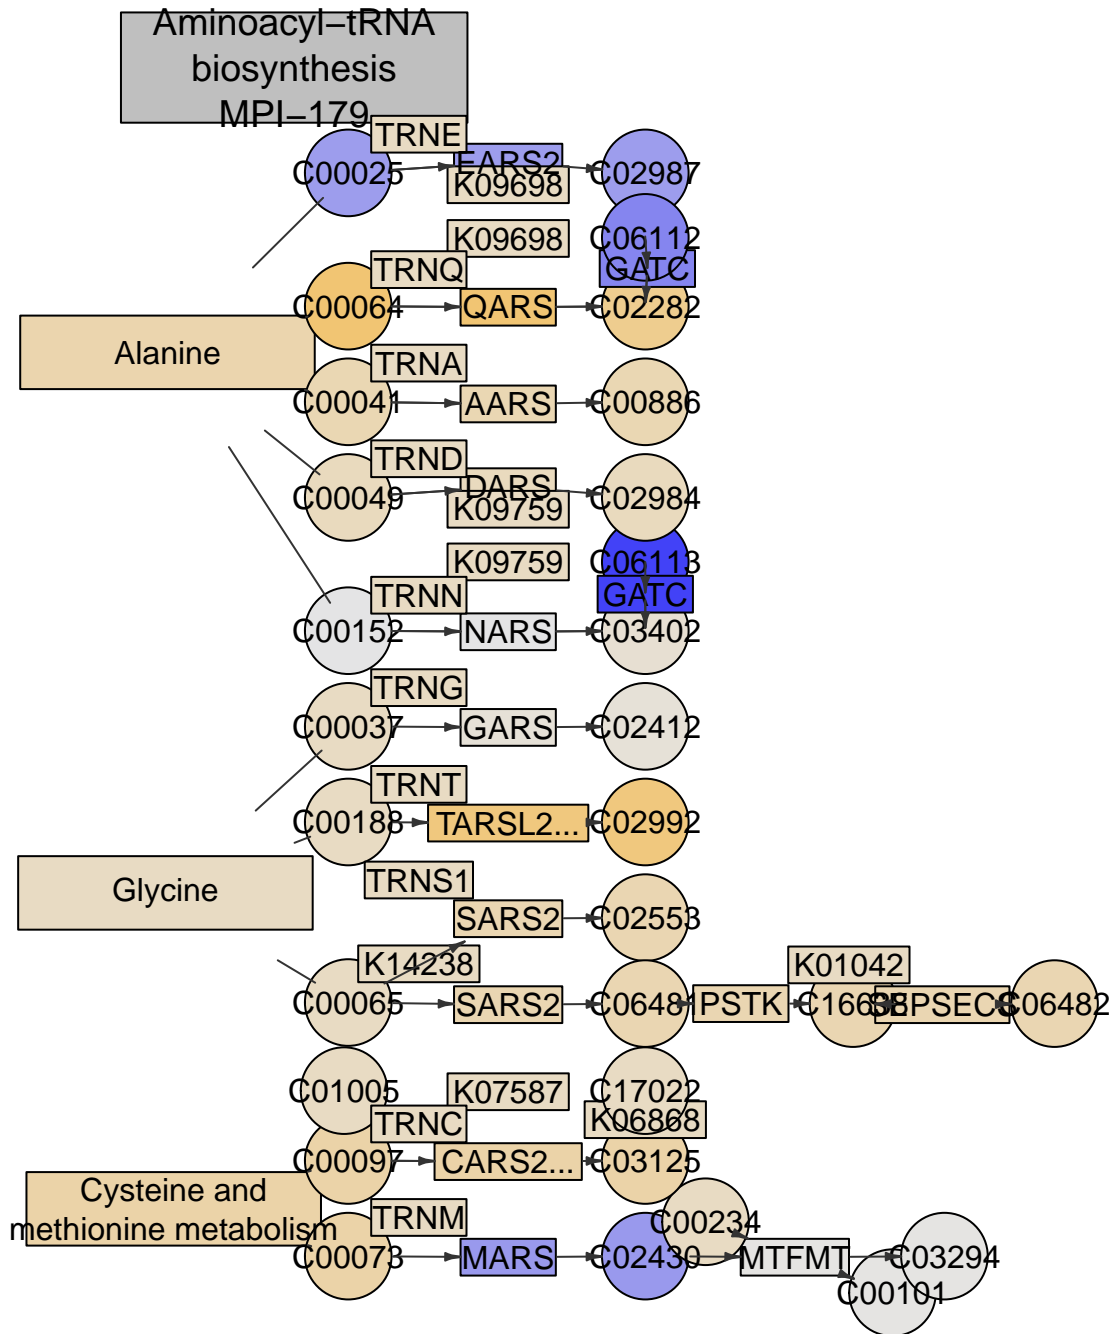 Aminoacyl−tRNA
biosynthesis
MPI−179
TRNE
C00025
EARS2
K09698
C02987
K09698
C06112
TRNQ
GATC
C00064
QARS
C02282
Alanine
TRNA
C00041
AARS
C00886
TRND
C00049
DARS
K09759
C02984
K09759
C06113
TRNN
GATC
C00152
NARS
C03402
TRNG
C00037
GARS
C02412
TRNT
C00188
TARSL2...
C02992
Glycine
TRNS1
SARS2
C02553
K14238
K01042
C00065
SARS2
C06481
PSTK
SEPSECS
C06482
C01005
K07587
C17022
TRNC
K06868
C00097
CARS2...
C03125
Cysteine and
methionine metabolism
TRNM
C00234
C00073
MARS
C02430
MTFMT
C03294
C00101